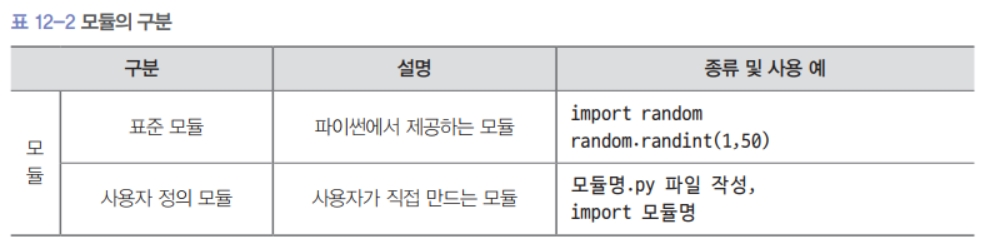 표 12-2 모듈의 구분
구분 설명 종류 및 사용 예
모듈
표준 모듈 파이썬에서 제공하는 모듈
import random
random.randint(1,50)
사용자 정의 모듈 사용자가 직접 만드는 모듈
모듈명.py 파일 작성,
import 모듈명